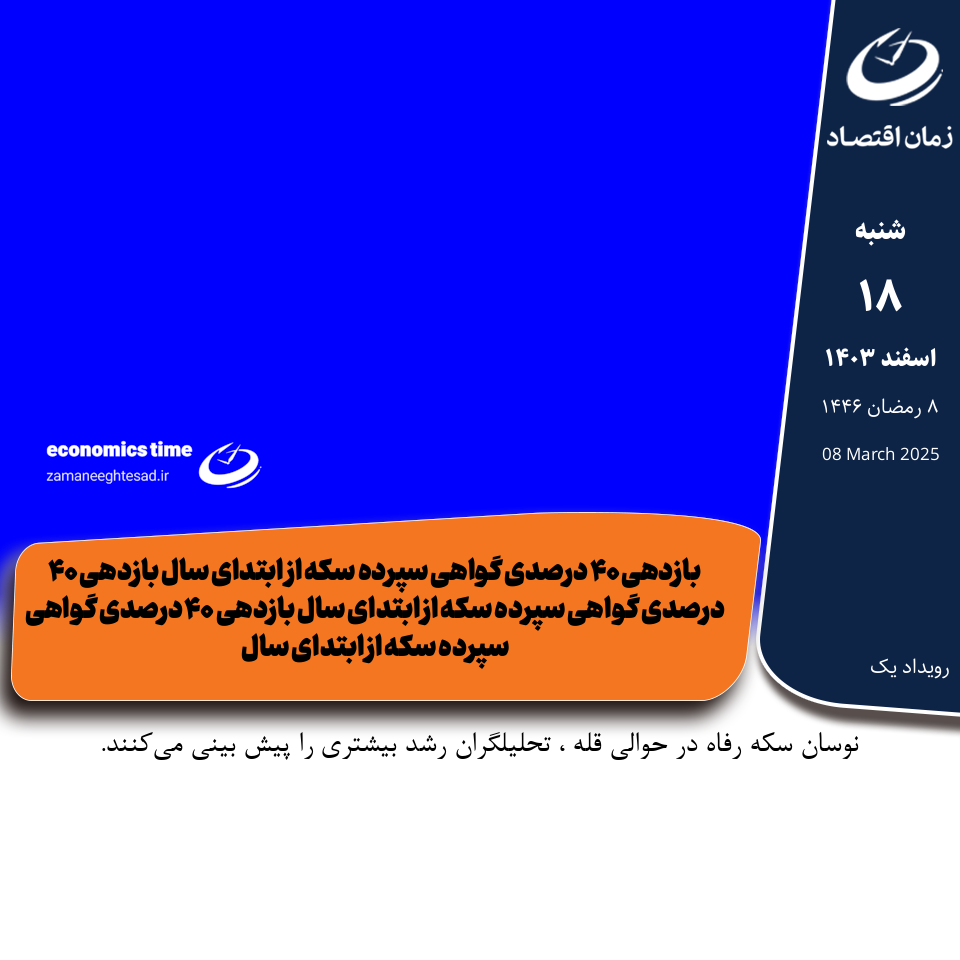 زمان اقتصاد
شنبه
۱۸
اسفند ۱۴۰۳
۸ رمضان ۱۴۴۶
08 March 2025
رویداد یک
economics time
zamaneeghtesad.ir
بازدهی ۴۰ درصدی گواهی سپرده سکه از ابتدای سال بازدهی ۴۰
درصدی گواهی سپرده سکه از ابتدای سال بازدهی ۴۰ درصدی گواهی
سپرده سکه از ابتدای سال
نوسان سکه رفاه در حوالی قله ، تحلیلگران رشد بیشتری را پیش بینی می‌کنند.